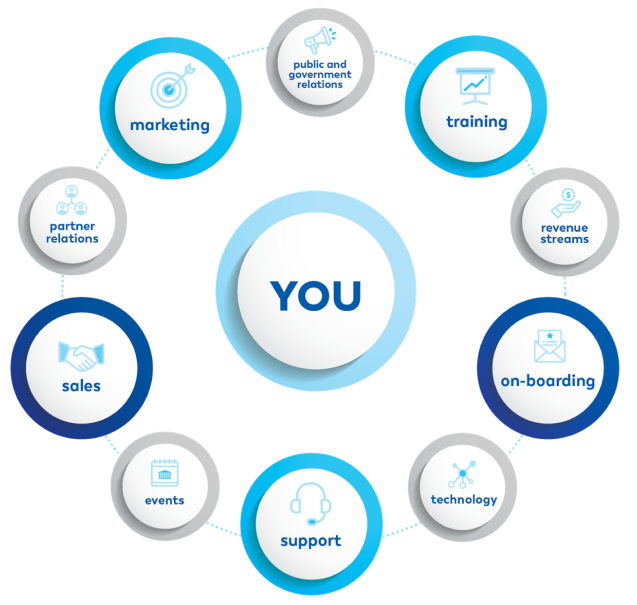 public and
government
relations
marketing
training
partner
relations
revenue
streams
YOU
sales
on-boarding
events
technology
support
$